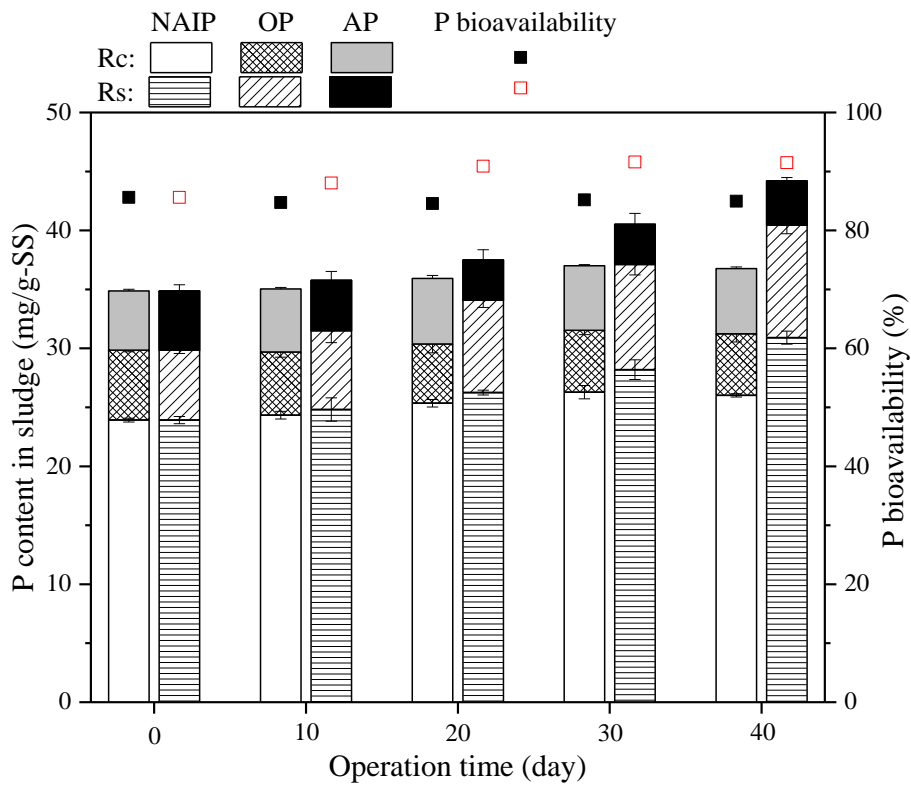 NAIP OP AP P bioavailability
Rc:
Rs:
50 100
40 80
30 60
20 40
10 20
0 0
P content in sludge (mg/g-SS)
P bioavailability (%)
0 10 20 30 40
Operation time (day)